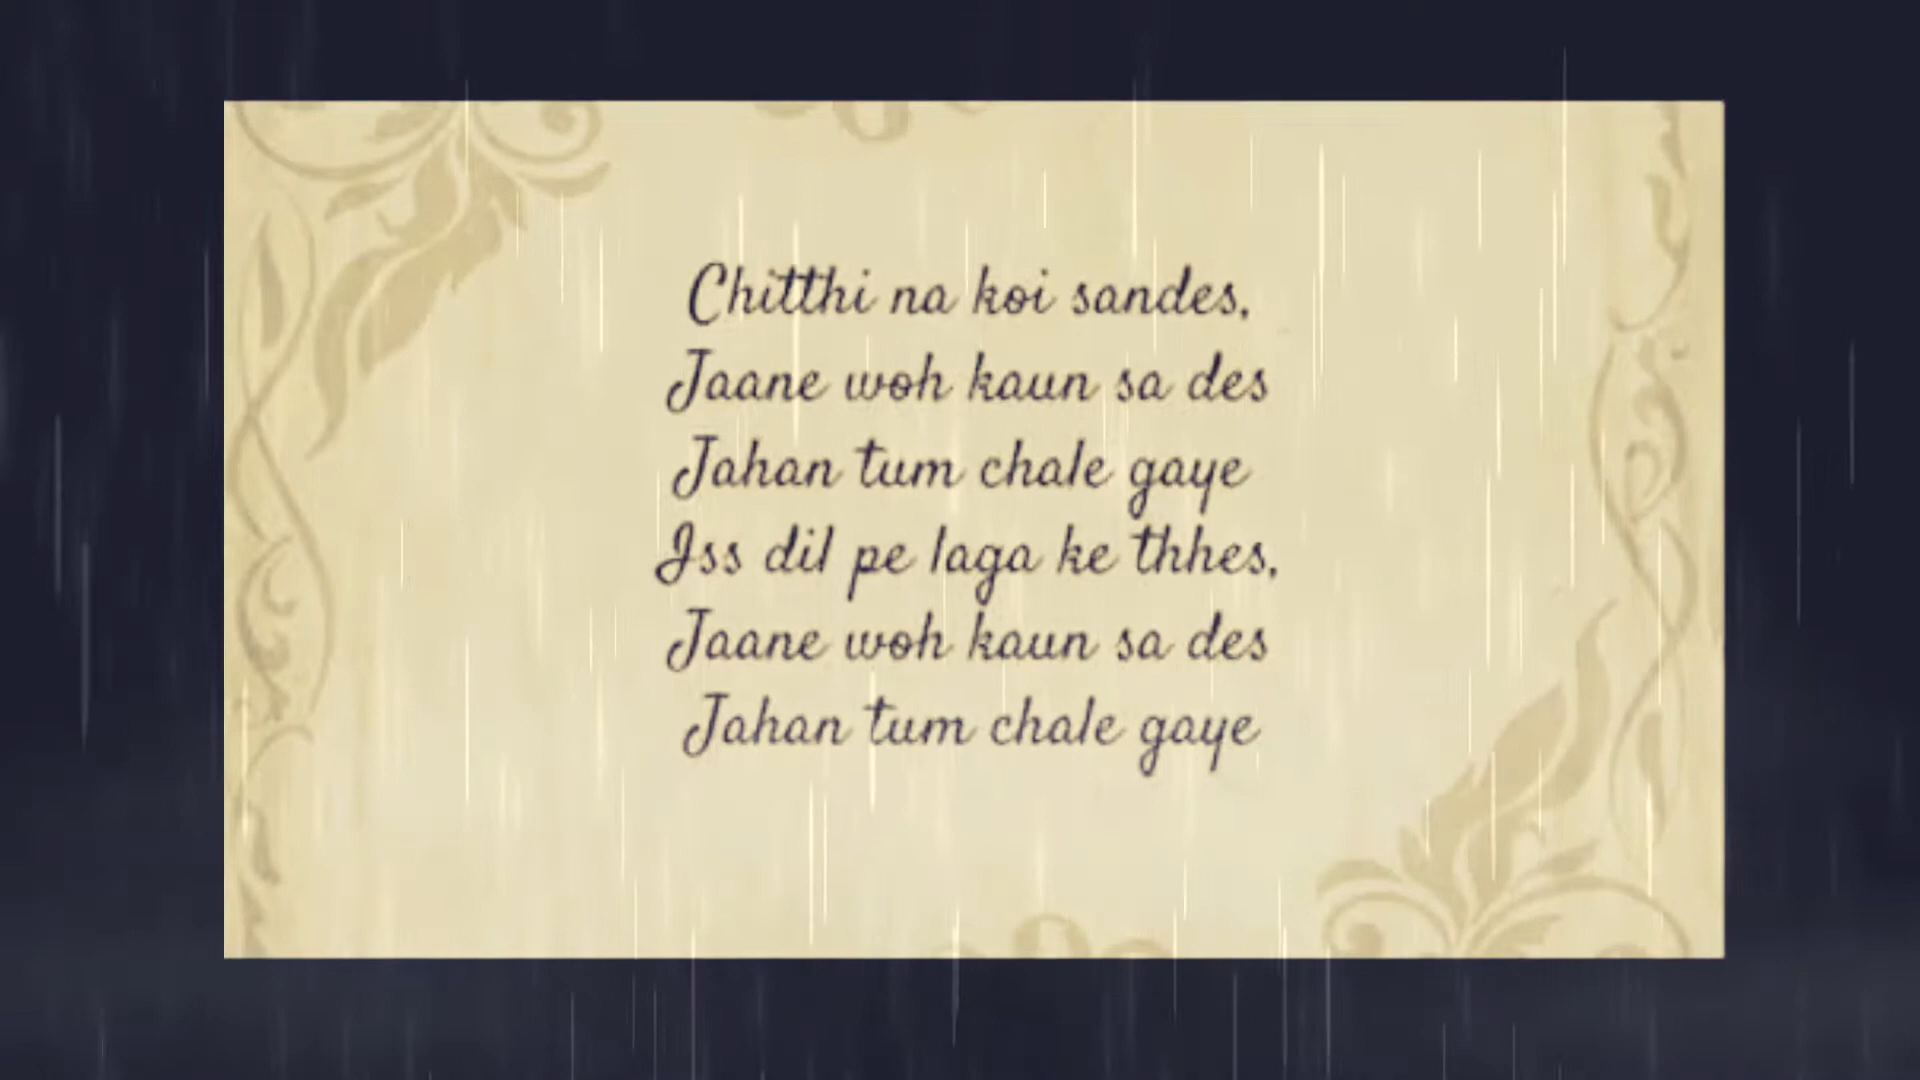 Chitthi na koi sandes,
Jaane woh kaun sa des
Jahan tum chale gaye
Iss dil pe laga ke thhes,
Jaane woh kaun sa des
Jahan tum chale gaye